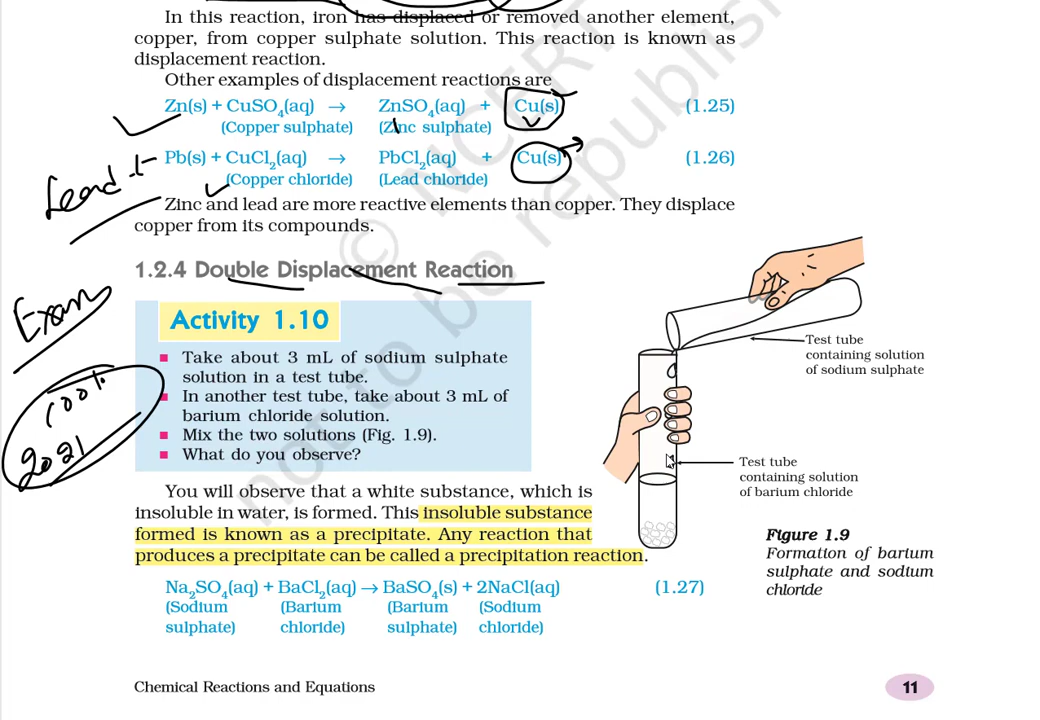 In this reaction, iron has displaced or removed another element,
copper, from copper sulphate solution. This reaction is known as
displacement reaction.
Other examples of displacement reactions are
Zn(s) + CuSO₄(aq) → ZnSO₄(aq) + Cu(s) (1.25)
(Copper sulphate) (Zinc sulphate)
Pb(s) + CuCl₂(aq) → PbCl₂(aq) + Cu(s) (1.26)
(Copper chloride) (Lead chloride)
Lead
Zinc and lead are more reactive elements than copper. They displace
copper from its compounds.
1.2.4 Double Displacement Reaction
Exam
100%
2021
Activity 1.10
■ Take about 3 mL of sodium sulphate
solution in a test tube.
■ In another test tube, take about 3 mL of
barium chloride solution.
■ Mix the two solutions (Fig. 1.9).
■ What do you observe?
Test tube
containing solution
of sodium sulphate
Test tube
containing solution
of barium chloride
Figure 1.9
Formation of barium
sulphate and sodium
chloride
You will observe that a white substance, which is
insoluble in water, is formed. This insoluble substance
formed is known as a precipitate. Any reaction that
produces a precipitate can be called a precipitation reaction.
Na₂SO₄(aq) + BaCl₂(aq) → BaSO₄(s) + 2NaCl(aq) (1.27)
(Sodium (Barium (Barium (Sodium
sulphate) chloride) sulphate) chloride)
Chemical Reactions and Equations
11
© NCERT
not to be republish